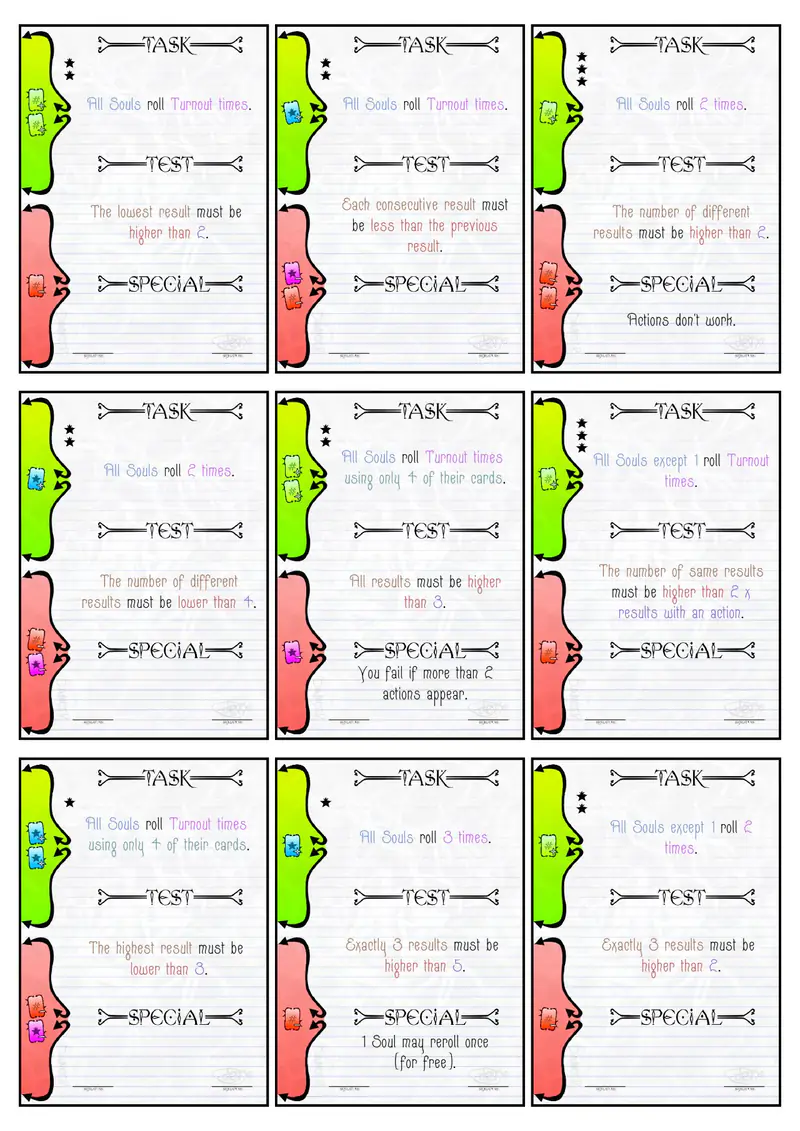 TASK
All Souls roll Turnout times.
TEST
The lowest result must be
higher than 2.
SPECIAL
TASK
All Souls roll Turnout times.
TEST
Each consecutive result must
be less than the previous
result.
SPECIAL
TASK
All Souls roll 2 times.
TEST
The number of different
results must be higher than 2.
SPECIAL
Actions don't work.
TASK
All Souls roll 2 times.
TEST
The number of different
results must be lower than 4.
SPECIAL
TASK
All Souls roll Turnout times
using only 4 of their cards.
TEST
All results must be higher
than 3.
SPECIAL
You fail if more than 2
actions appear.
TASK
All Souls except 1 roll Turnout
times.
TEST
The number of same results
must be higher than 2 x
results with an action.
SPECIAL
TASK
All Souls roll Turnout times
using only 4 of their cards.
TEST
The highest result must be
lower than 3.
SPECIAL
TASK
All Souls roll 3 times.
TEST
Exactly 3 results must be
higher than 5.
SPECIAL
1 Soul may reroll once
(for free).
TASK
All Souls except 1 roll 2
times.
TEST
Exactly 3 results must be
higher than 2.
SPECIAL